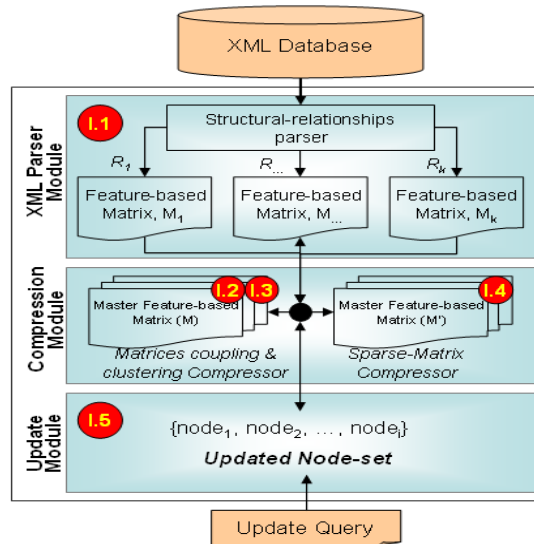 XML Database
XML Parser
Module
I.1
Structural-relationships
parser
R1
R...
Rk
Feature-based
Matrix, M1
Feature-based
Matrix, M...
Feature-based
Matrix, Mk
Compression
Module
I.2
I.3
I.4
Master Feature-based
Matrix (M)
Master Feature-based
Matrix (M')
Matrices coupling &
clustering Compressor
Sparse-Matrix
Compressor
Update
Module
I.5
{node1, node2, ..., nodei}
Updated Node-set
Update Query